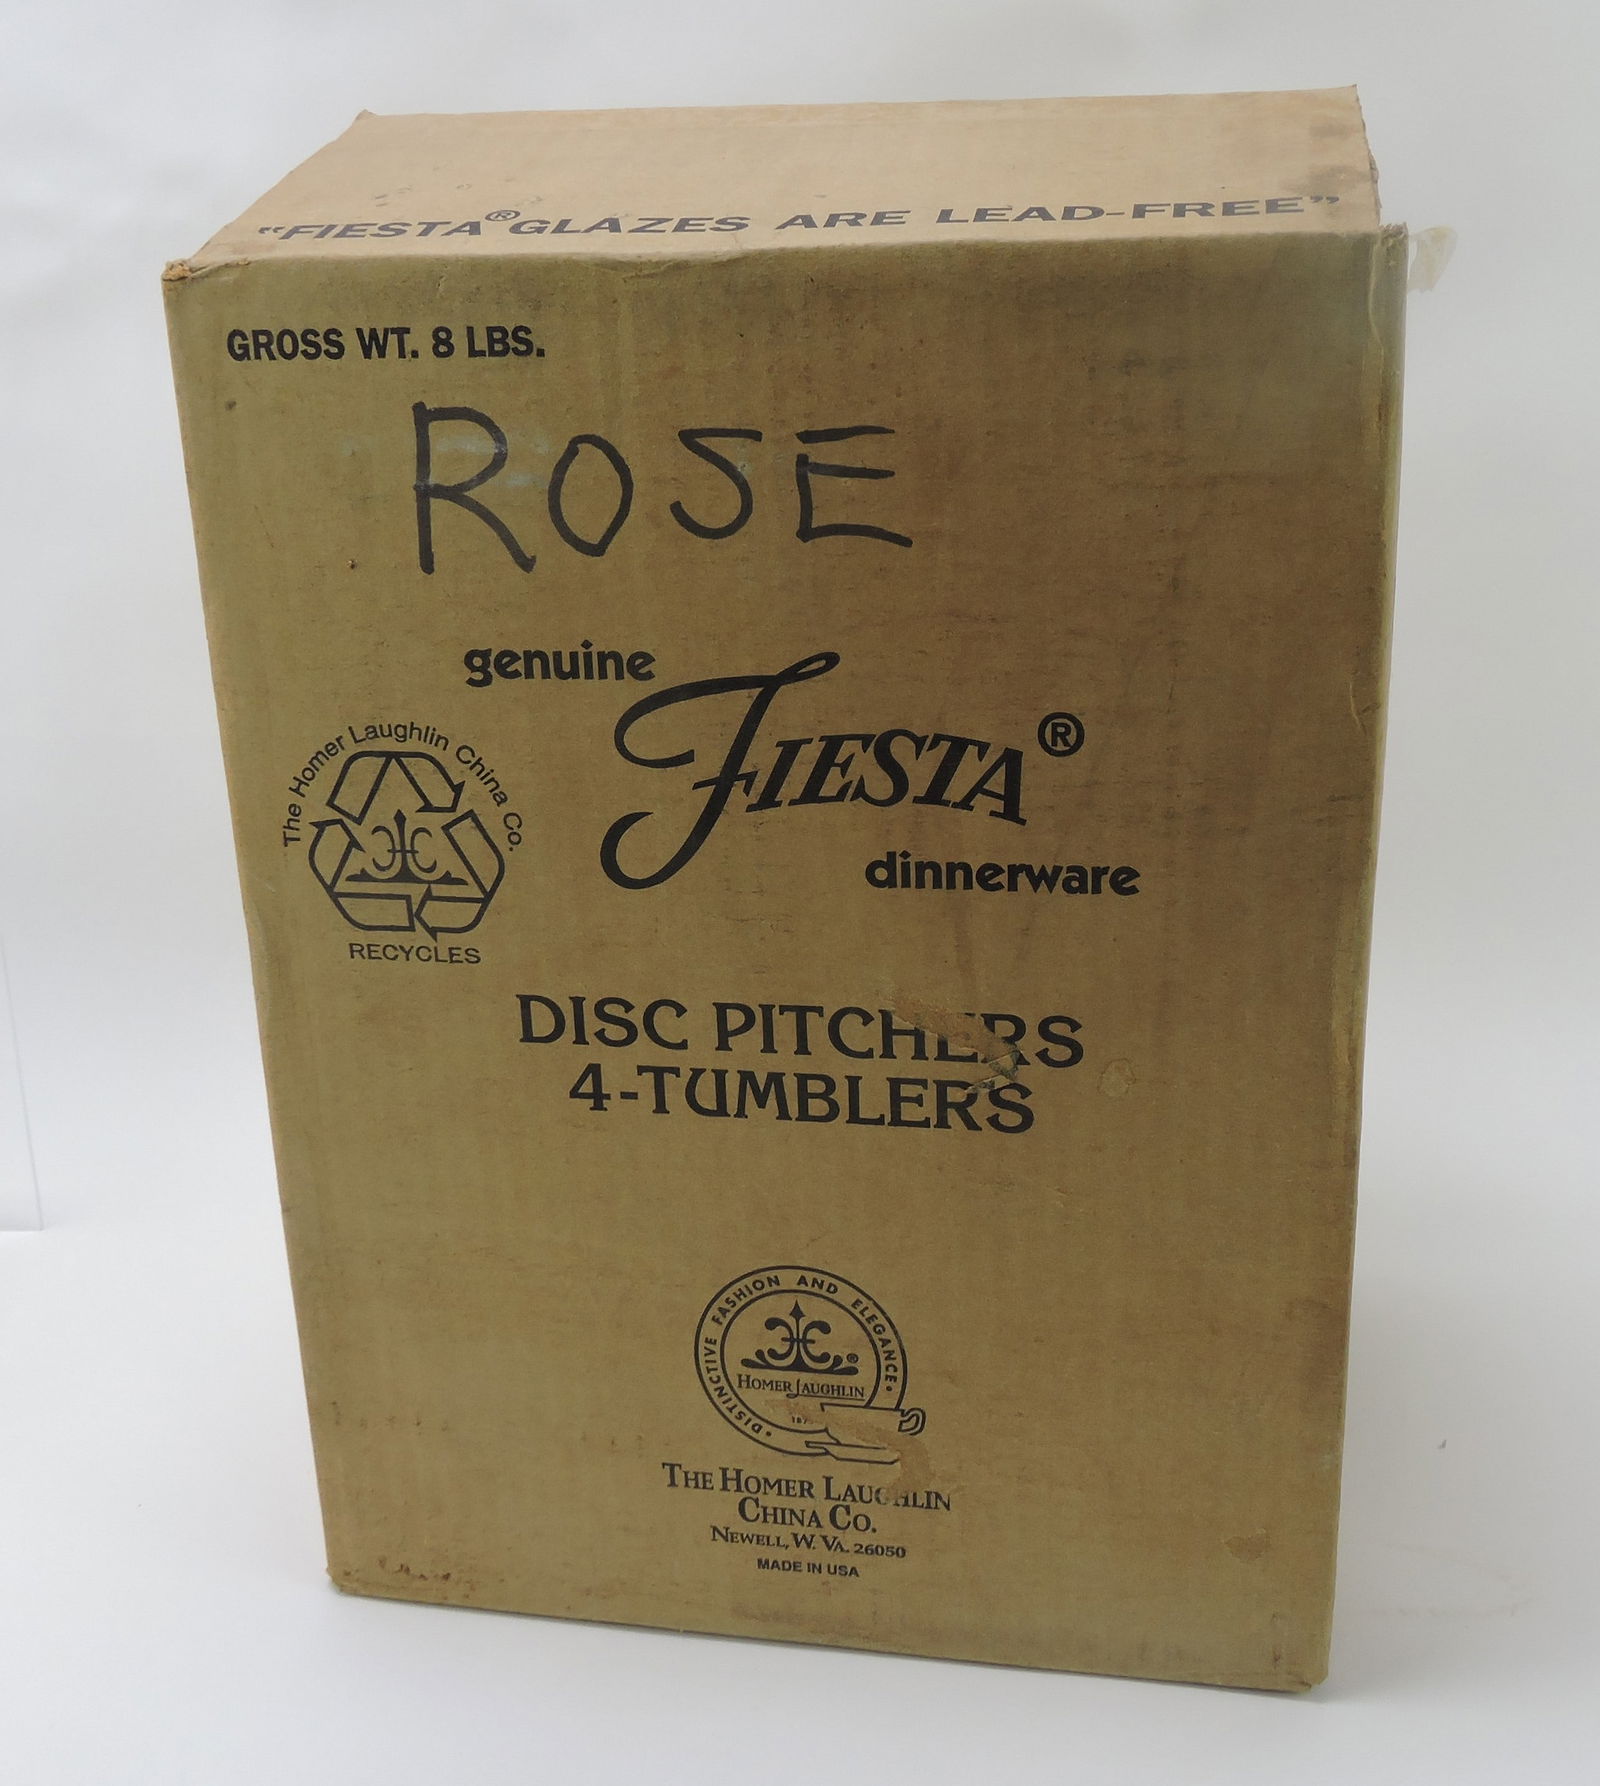 "FIESTA® GLAZES ARE LEAD-FREE"
GROSS WT. 8 LBS.
ROSE
genuine
FIESTA®
dinnerware
The Homer Laughlin China Co.
RECYCLES
DISC PITCHERS
4-TUMBLERS
• DISTINCTIVE FASHION AND ELEGANCE •
HOMER LAUGHLIN
THE HOMER LAUGHLIN
CHINA CO.
NEWELL, W. VA. 26050
MADE IN USA